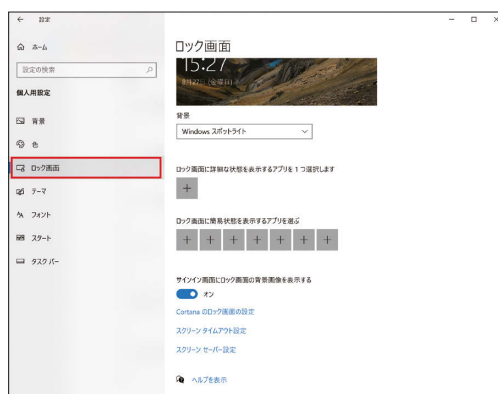 設定
ホーム
設定の検索
個人用設定
背景
色
ロック画面
テーマ
フォント
スタート
タスク バー
ロック画面
15:27
8月27日 (金曜日)
背景
Windows スポットライト
ロック画面に詳細な状態を表示するアプリを 1 つ選択します
ロック画面に簡易状態を表示するアプリを選ぶ
サインイン画面にロック画面の背景画像を表示する
オン
Cortana のロック画面の設定
スクリーン タイムアウト設定
スクリーン セーバー設定
ヘルプを表示